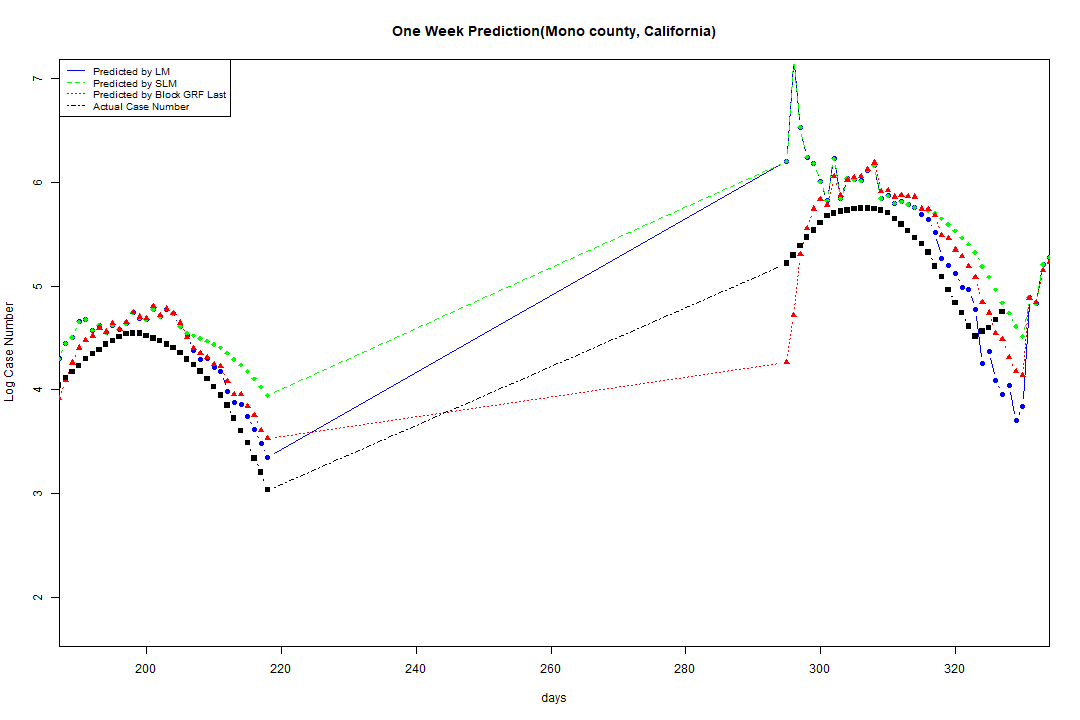 One Week Prediction(Mono county, California)
Predicted by LM
Predicted by SLM
Predicted by Block GRF Last
Actual Case Number
7
6
5
4
3
2
Log Case Number
200 220 240 260 280 300 320
days